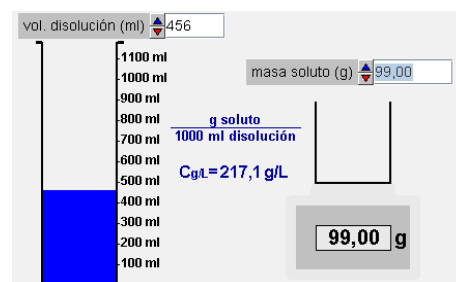 vol. disolución (ml) 456
1100 ml
1000 ml
900 ml
800 ml
700 ml
600 ml
500 ml
400 ml
300 ml
200 ml
100 ml
masa soluto (g) 99,00
g soluto
1000 ml disolución
Cg/L=217,1 g/L
99,00 g